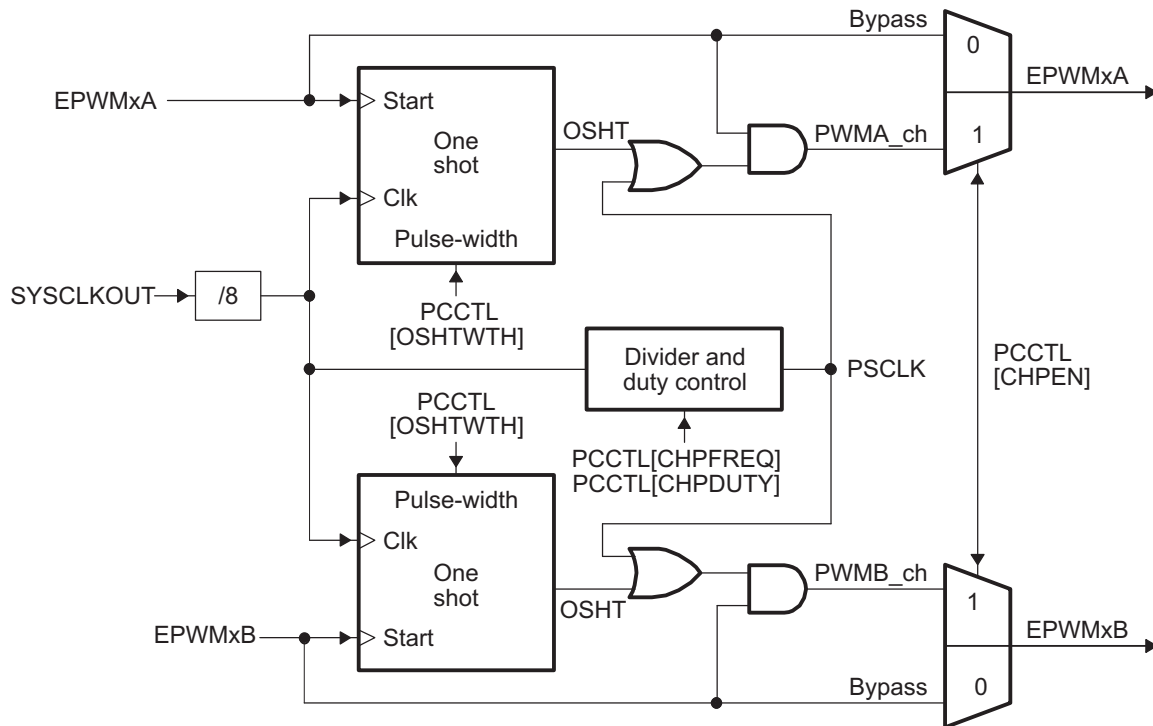 Bypass
0
EPWMxA
Start
OSHT
PWMA_ch
1
EPWMxA
One
shot
Clk
Pulse-width
SYSCLKOUT
/8
PCCTL
[OSHTWTH]
Divider and
duty control
PSCLK
PCCTL
[CHPEN]
PCCTL
[OSHTWTH]
PCCTL[CHPFREQ]
PCCTL[CHPDUTY]
Pulse-width
Clk
One
shot
OSHT
PWMB_ch
1
EPWMxB
Start
EPWMxB
Bypass
0